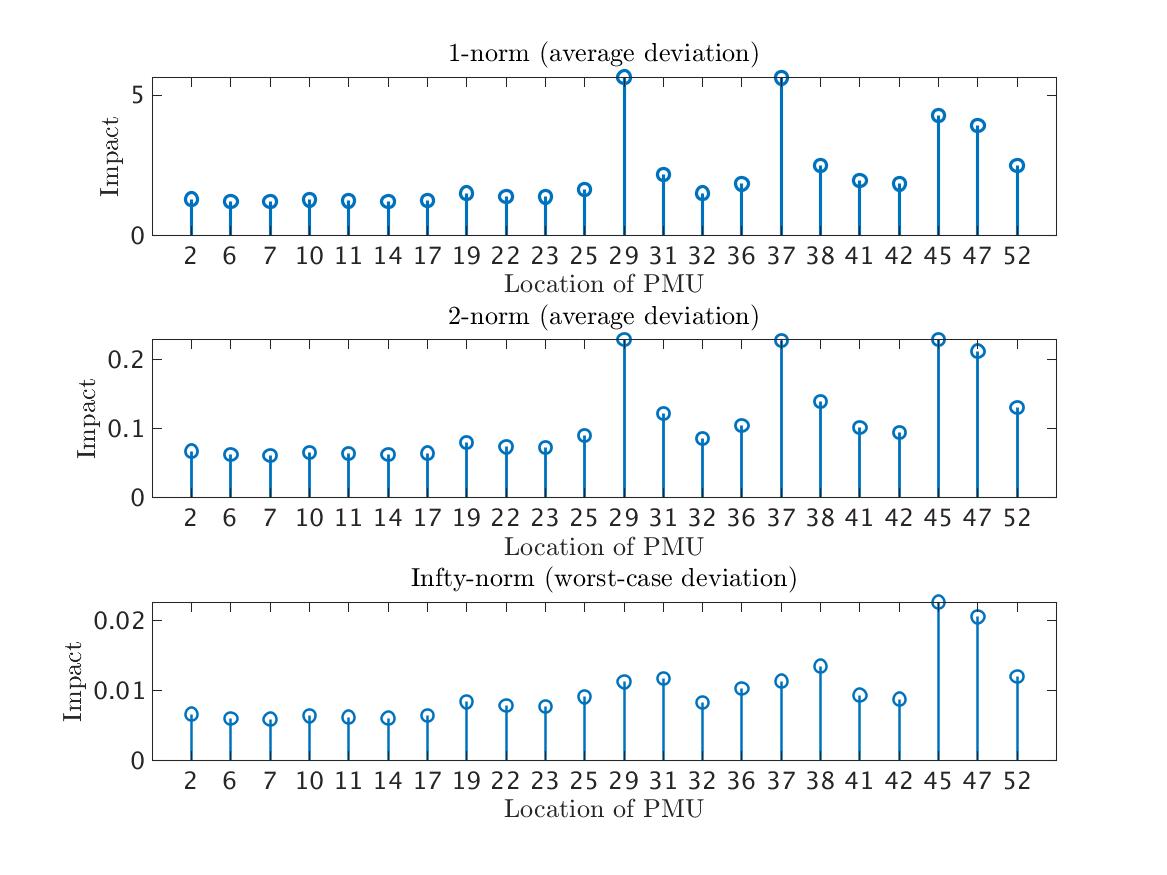 1-norm (average deviation)
5
0
Impact
2 6 7 10 11 14 17 19 22 23 25 29 31 32 36 37 38 41 42 45 47 52
Location of PMU
2-norm (average deviation)
0.2
0.1
0
Impact
2 6 7 10 11 14 17 19 22 23 25 29 31 32 36 37 38 41 42 45 47 52
Location of PMU
Infty-norm (worst-case deviation)
0.02
0.01
0
Impact
2 6 7 10 11 14 17 19 22 23 25 29 31 32 36 37 38 41 42 45 47 52
Location of PMU